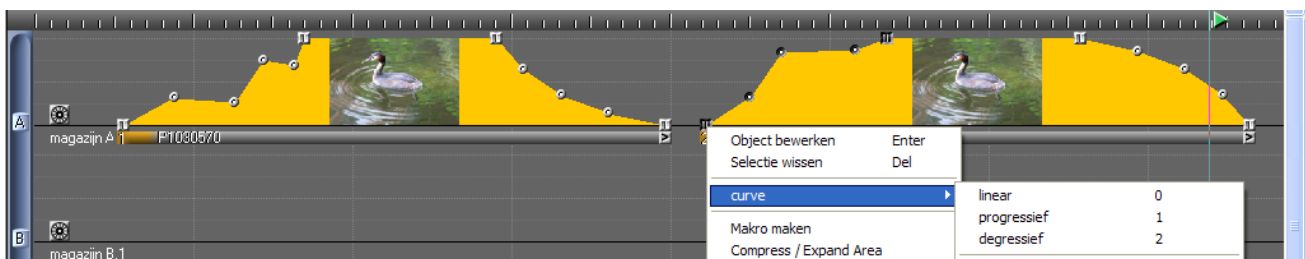 A
magazijn A 1 P1030570
2
Object bewerken Enter
Selectie wissen Del
curve
linear 0
progressief 1
degressief 2
Makro maken
Compress / Expand Area
B
magazijn B.1